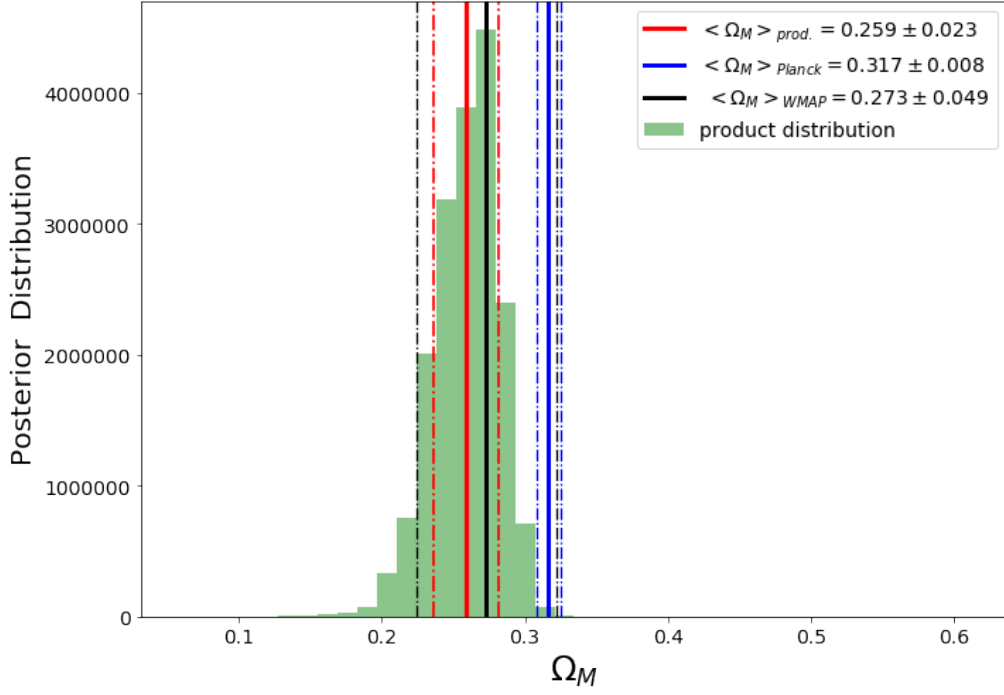 <Ω_M>_prod. = 0.259 ± 0.023
<Ω_M>_Planck = 0.317 ± 0.008
<Ω_M>_WMAP = 0.273 ± 0.049
product distribution
Posterior Distribution
4000000
3000000
2000000
1000000
0
0.1 0.2 0.3 0.4 0.5 0.6
Ω_M